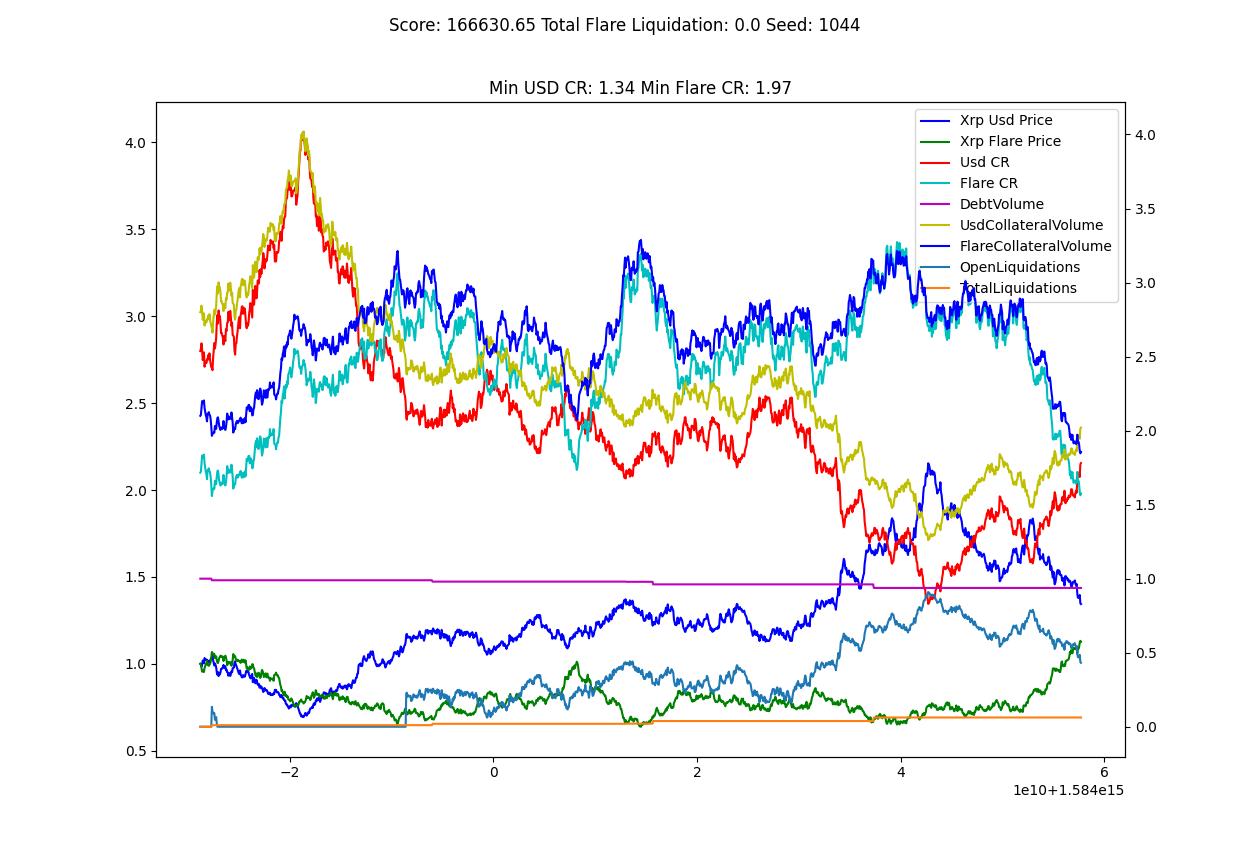 Score: 166630.65 Total Flare Liquidation: 0.0 Seed: 1044
Min USD CR: 1.34 Min Flare CR: 1.97
4.0
3.5
3.0
2.5
2.0
1.5
1.0
0.5
Xrp Usd Price
Xrp Flare Price
Usd CR
Flare CR
DebtVolume
UsdCollateralVolume
FlareCollateralVolume
OpenLiquidations
TotalLiquidations
4.0
3.5
3.0
2.5
2.0
1.5
1.0
0.5
0.0
−2 0 2 4 6
1e10+1.584e15